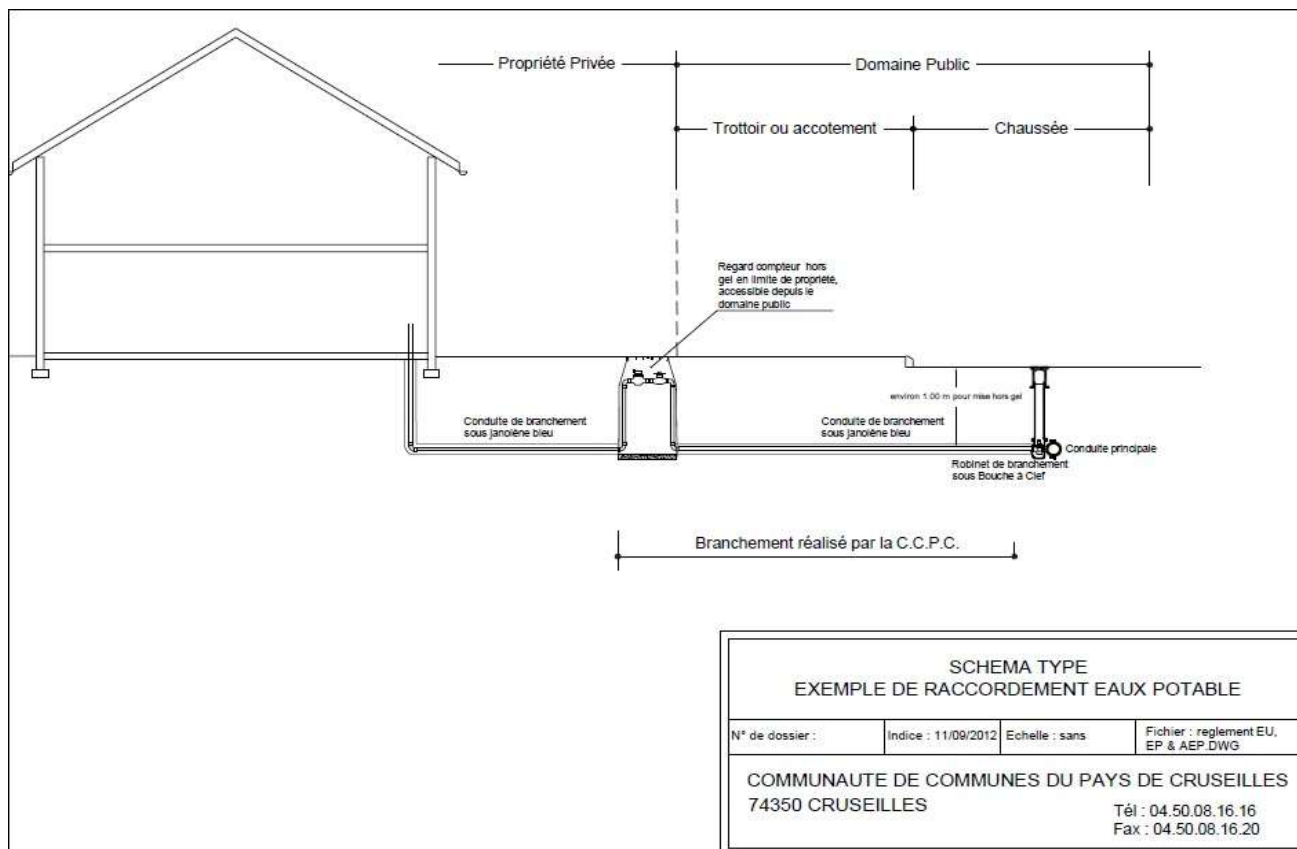 Propriété Privée
Domaine Public
Trottoir ou accotement
Chaussée
Regard compteur hors
gel en limite de propriété,
accessible depuis le
domaine public
environ 1.00 m pour mise hors gel
Conduite de branchement
sous janolène bleu
Conduite de branchement
sous janolène bleu
Conduite principale
Robinet de branchement
sous Bouche à Clef
Branchement réalisé par la C.C.P.C.
SCHEMA TYPE
EXEMPLE DE RACCORDEMENT EAUX POTABLE
N° de dossier :
Indice : 11/09/2012
Echelle : sans
Fichier : reglement EU,
EP & AEP.DWG
COMMUNAUTE DE COMMUNES DU PAYS DE CRUSEILLES
74350 CRUSEILLES
Tél : 04.50.08.16.16
Fax : 04.50.08.16.20